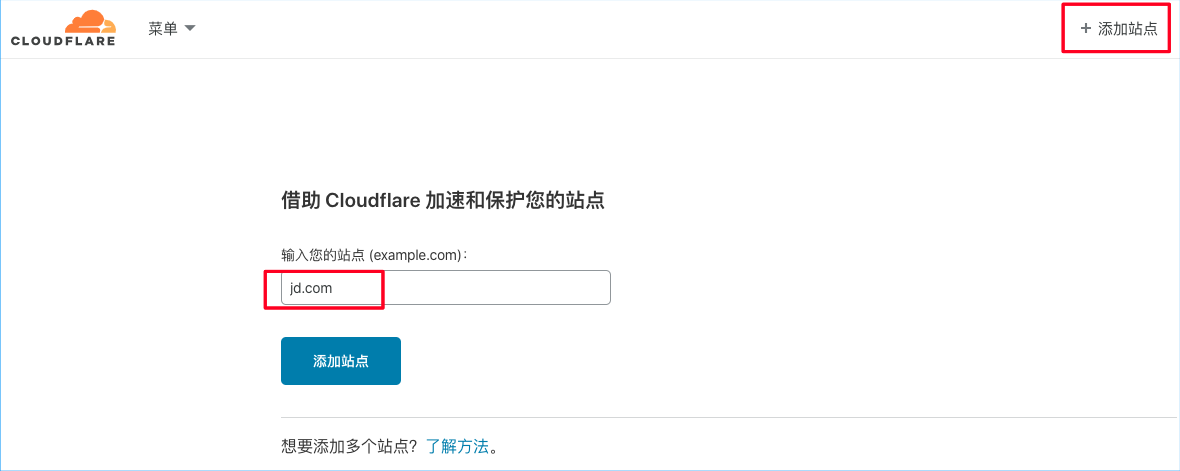 CLOUDFLARE 菜单 + 添加站点
借助 Cloudflare 加速和保护您的站点
输入您的站点 (example.com)：
jd.com
添加站点
想要添加多个站点？了解方法。